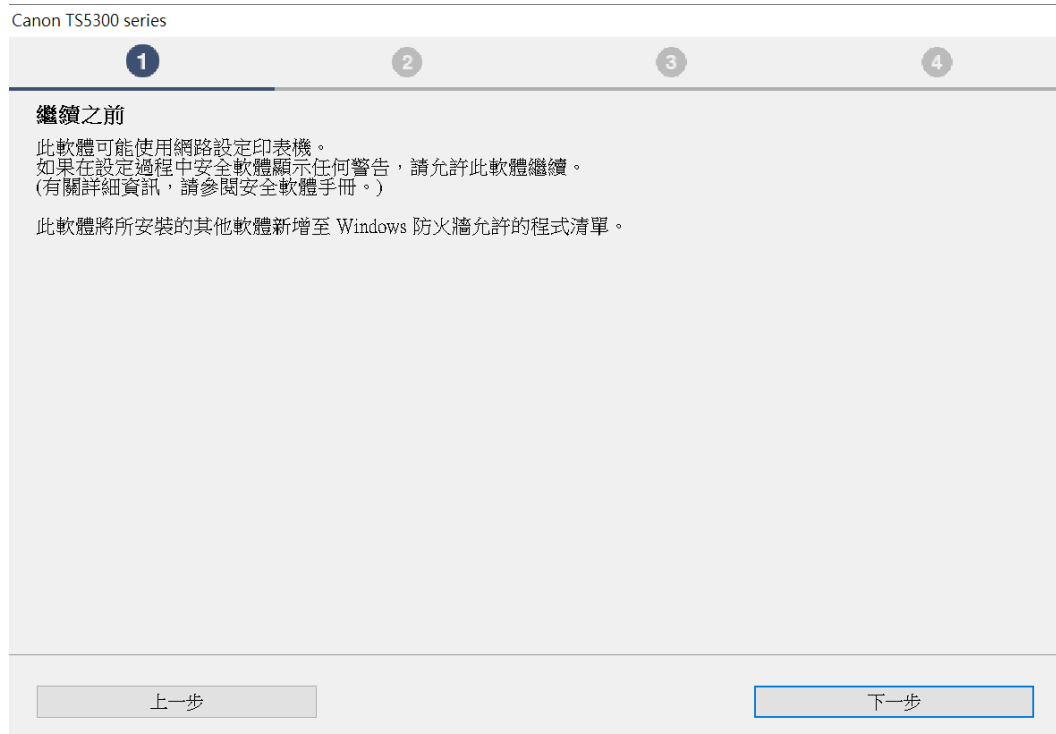 Canon TS5300 series
1
2
3
4
繼續之前
此軟體可能使用網路設定印表機。
如果在設定過程中安全軟體顯示任何警告，請允許此軟體繼續。
(有關詳細資訊，請參閱安全軟體手冊。)
此軟體將所安裝的其他軟體新增至 Windows 防火牆允許的程式清單。
上一步
下一步